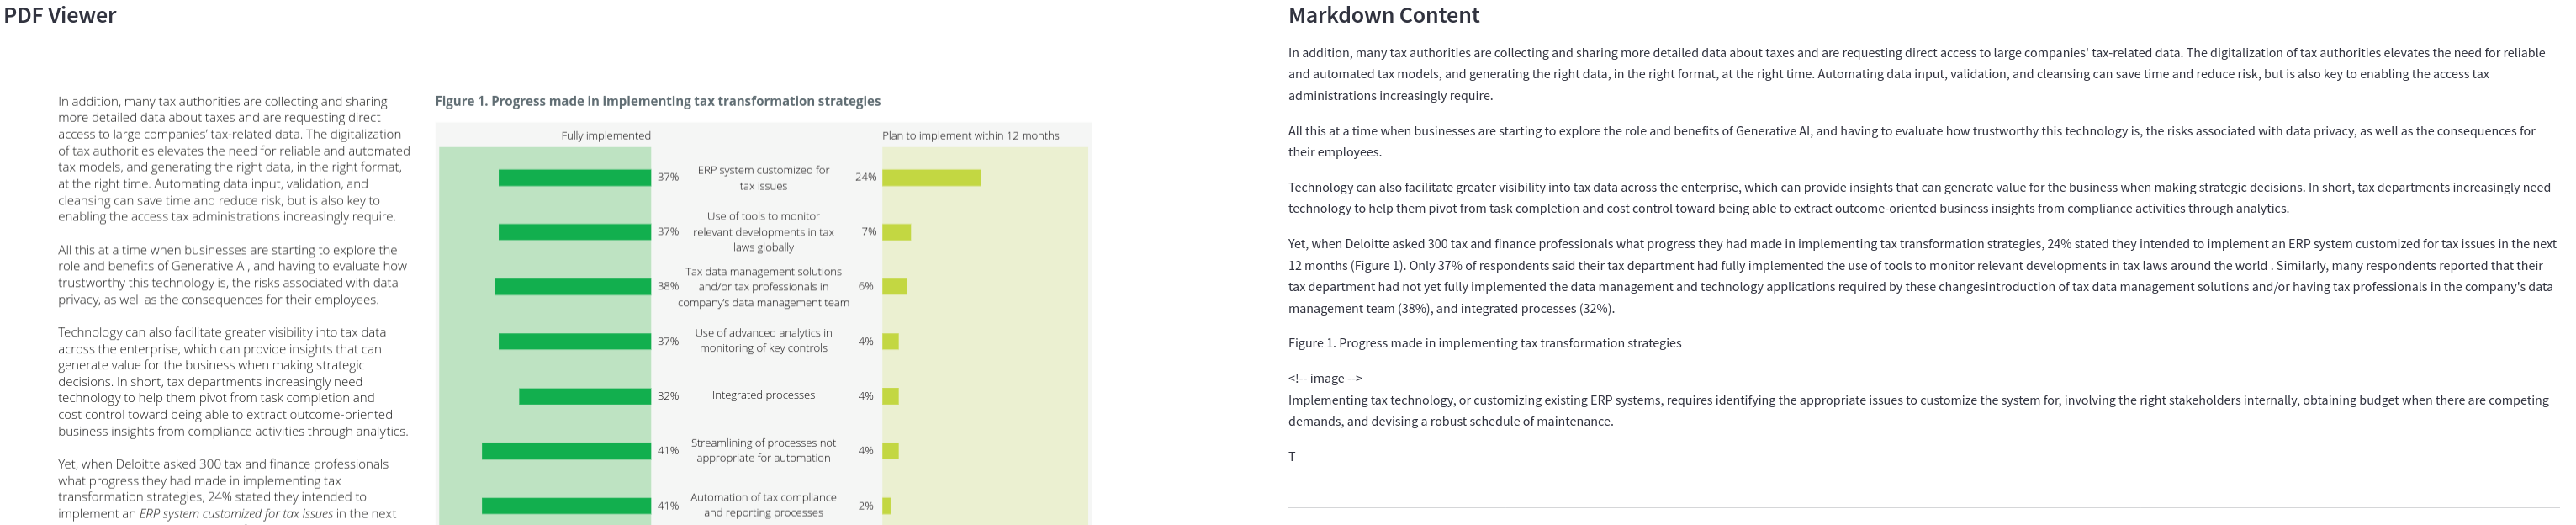 PDF Viewer
In addition, many tax authorities are collecting and sharing
more detailed data about taxes and are requesting direct
access to large companies' tax-related data. The digitalization
of tax authorities elevates the need for reliable and automated
tax models, and generating the right data, in the right format,
at the right time. Automating data input, validation, and
cleansing can save time and reduce risk, but is also key to
enabling the access tax administrations increasingly require.
All this at a time when businesses are starting to explore the
role and benefits of Generative AI, and having to evaluate how
trustworthy this technology is, the risks associated with data
privacy, as well as the consequences for their employees.
Technology can also facilitate greater visibility into tax data
across the enterprise, which can provide insights that can
generate value for the business when making strategic
decisions. In short, tax departments increasingly need
technology to help them pivot from task completion and
cost control toward being able to extract outcome-oriented
business insights from compliance activities through analytics.
Yet, when Deloitte asked 300 tax and finance professionals
what progress they had made in implementing tax
transformation strategies, 24% stated they intended to
implement an ERP system customized for tax issues in the next
Figure 1. Progress made in implementing tax transformation strategies
Fully implemented
Plan to implement within 12 months
37%
ERP system customized for
tax issues
24%
37%
Use of tools to monitor
relevant developments in tax
laws globally
7%
38%
Tax data management solutions
and/or tax professionals in
company's data management team
6%
37%
Use of advanced analytics in
monitoring of key controls
4%
32%
Integrated processes
4%
41%
Streamlining of processes not
appropriate for automation
4%
41%
Automation of tax compliance
and reporting processes
2%
Markdown Content
In addition, many tax authorities are collecting and sharing more detailed data about taxes and are requesting direct access to large companies' tax-related data. The digitalization of tax authorities elevates the need for reliable
and automated tax models, and generating the right data, in the right format, at the right time. Automating data input, validation, and cleansing can save time and reduce risk, but is also key to enabling the access tax
administrations increasingly require.
All this at a time when businesses are starting to explore the role and benefits of Generative AI, and having to evaluate how trustworthy this technology is, the risks associated with data privacy, as well as the consequences for
their employees.
Technology can also facilitate greater visibility into tax data across the enterprise, which can provide insights that can generate value for the business when making strategic decisions. In short, tax departments increasingly need
technology to help them pivot from task completion and cost control toward being able to extract outcome-oriented business insights from compliance activities through analytics.
Yet, when Deloitte asked 300 tax and finance professionals what progress they had made in implementing tax transformation strategies, 24% stated they intended to implement an ERP system customized for tax issues in the next
12 months (Figure 1). Only 37% of respondents said their tax department had fully implemented the use of tools to monitor relevant developments in tax laws around the world . Similarly, many respondents reported that their
tax department had not yet fully implemented the data management and technology applications required by these changesintroduction of tax data management solutions and/or having tax professionals in the company's data
management team (38%), and integrated processes (32%).
Figure 1. Progress made in implementing tax transformation strategies
<!-- image -->
Implementing tax technology, or customizing existing ERP systems, requires identifying the appropriate issues to customize the system for, involving the right stakeholders internally, obtaining budget when there are competing
demands, and devising a robust schedule of maintenance.
T